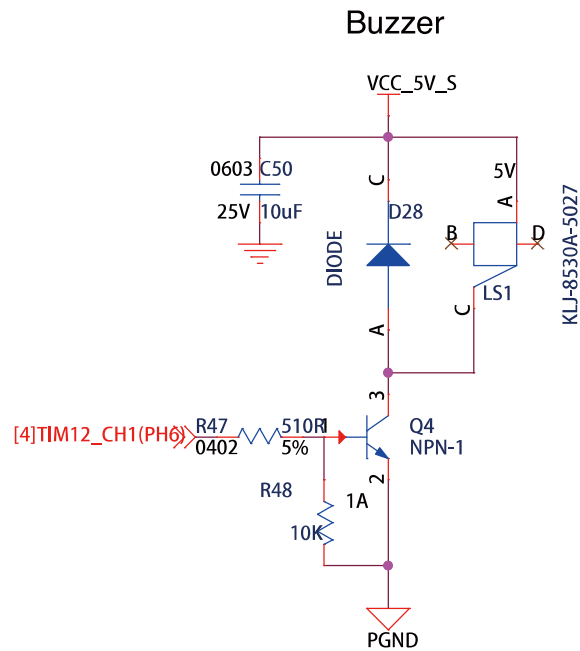 Buzzer
VCC_5V_S
0603 C50
25V 10uF
C
D28
DIODE
A
5V
A
B
D
C
LS1
KLJ-8530A-5027
3
[4]TIM12_CH1(PH6)
R47 510R
0402 5%
1
Q4
NPN-1
2
1A
R48
10K
PGND